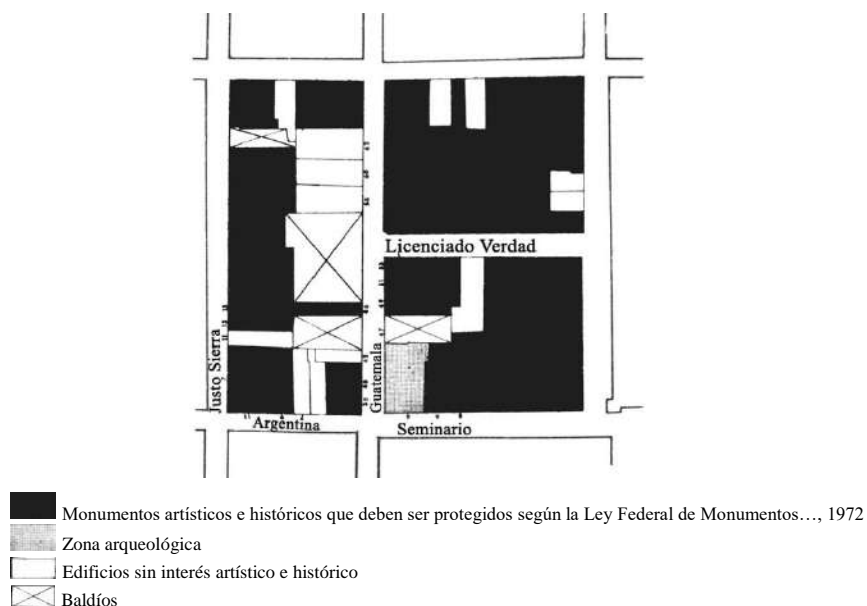 Licenciado Verdad
Justo Sierra
Guatemala
Argentina
Seminario
Monumentos artísticos e históricos que deben ser protegidos según la Ley Federal de Monumentos…, 1972
Zona arqueológica
Edificios sin interés artístico e histórico
Baldíos